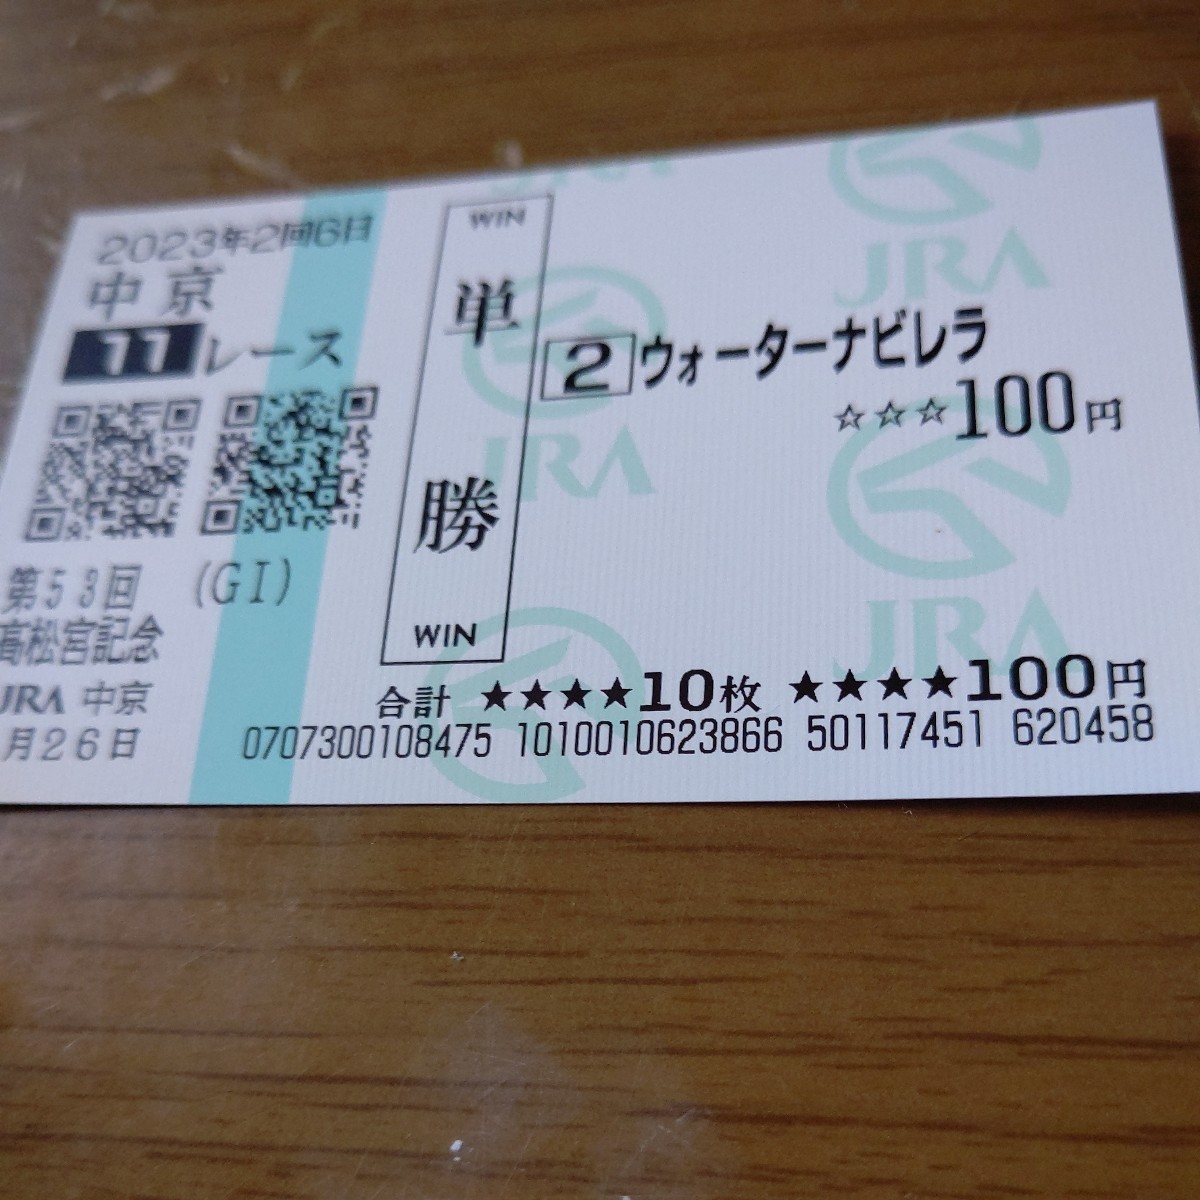 2023年2回6日
中京
11レース
第53回 (GI)
高松宮記念
JRA 中京
月26日
WIN
単勝
WIN
2 ウォーターナビレラ
☆☆☆100円
合計 ★★★★10枚 ★★★★100円
0707300108475 1010010623866 50117451 620458
JRA
JRA
JRA
JRA